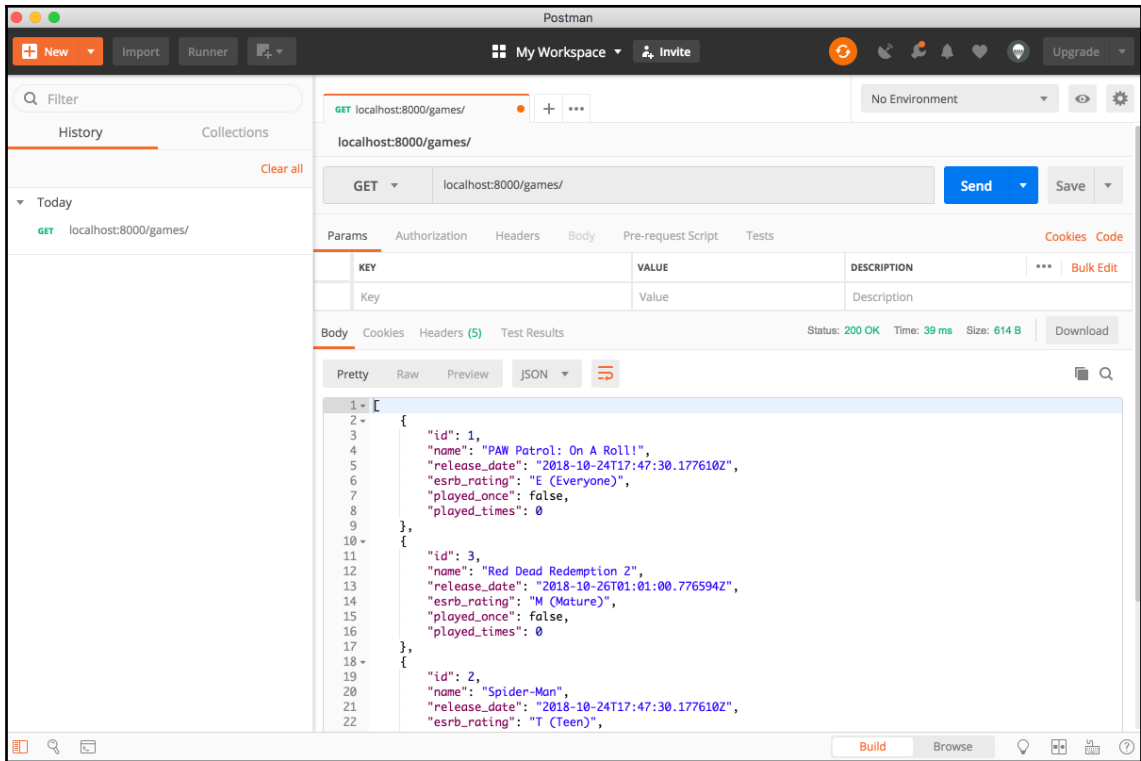 Postman
New Import Runner My Workspace Invite Upgrade
Filter
History Collections
Clear all
Today
GET localhost:8000/games/
GET localhost:8000/games/
No Environment
localhost:8000/games/
GET localhost:8000/games/ Send Save
Params Authorization Headers Body Pre-request Script Tests Cookies Code
KEY VALUE DESCRIPTION ••• Bulk Edit
Key Value Description
Body Cookies Headers (5) Test Results Status: 200 OK Time: 39 ms Size: 614 B Download
Pretty Raw Preview JSON
1 [
2 {
3 "id": 1,
4 "name": "PAW Patrol: On A Roll!",
5 "release_date": "2018-10-24T17:47:30.177610Z",
6 "esrb_rating": "E (Everyone)",
7 "played_once": false,
8 "played_times": 0
9 },
10 {
11 "id": 3,
12 "name": "Red Dead Redemption 2",
13 "release_date": "2018-10-26T01:01:00.776594Z",
14 "esrb_rating": "M (Mature)",
15 "played_once": false,
16 "played_times": 0
17 },
18 {
19 "id": 2,
20 "name": "Spider-Man",
21 "release_date": "2018-10-24T17:47:30.177610Z",
22 "esrb_rating": "T (Teen)",
Build Browse